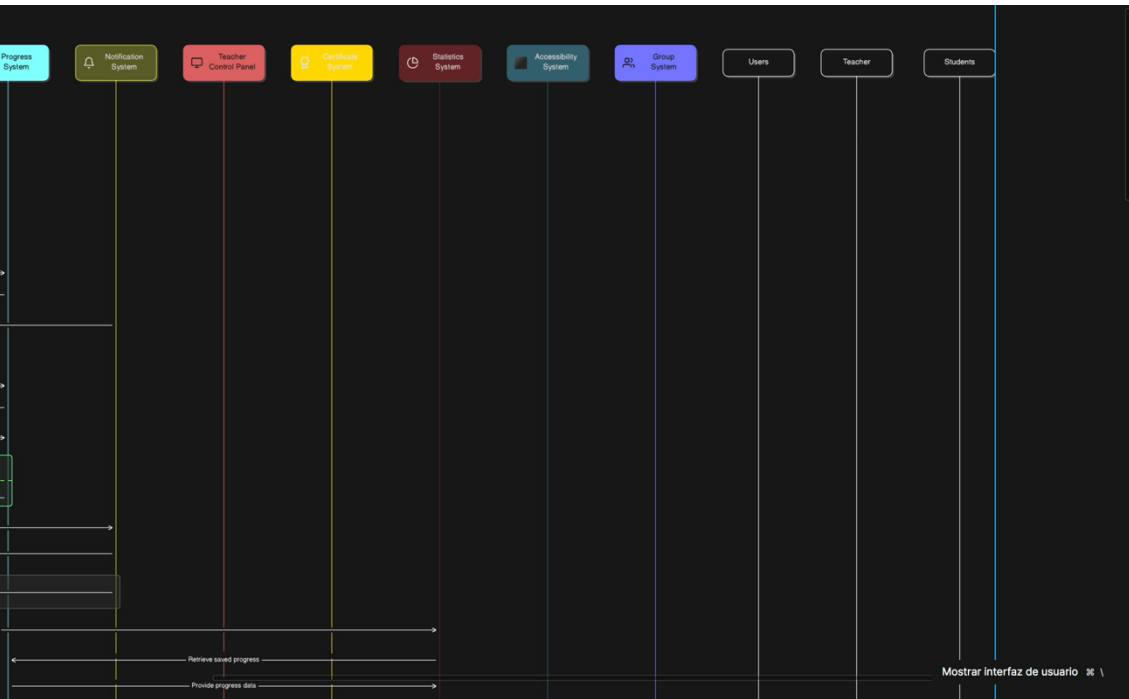 Progress
System
Notification
System
Teacher
Control Panel
Certificate
System
Statistics
System
Accessibility
System
Group
System
Users
Teacher
Students
Retrieve saved progress
Provide progress data
Mostrar interfaz de usuario ⌘ \